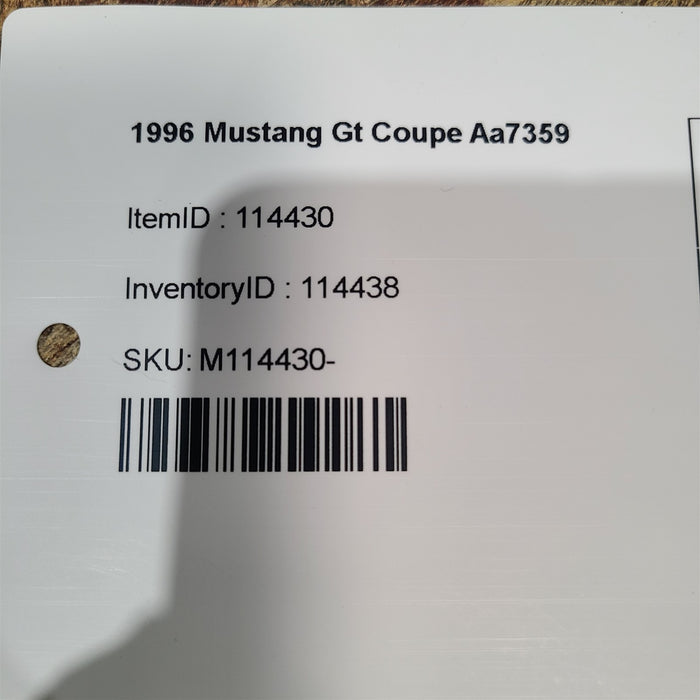 1996 Mustang Gt Coupe Aa7359
ItemID : 114430
InventoryID : 114438
SKU: M114430-